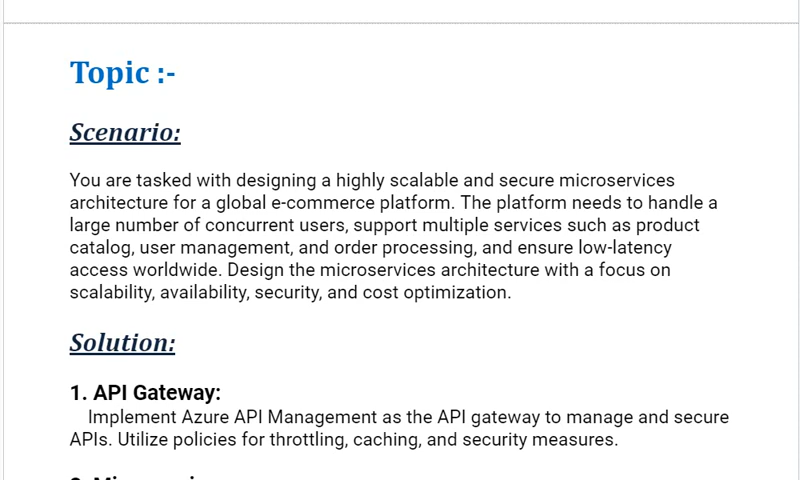 Topic :-
Scenario:
You are tasked with designing a highly scalable and secure microservices
architecture for a global e-commerce platform. The platform needs to handle a
large number of concurrent users, support multiple services such as product
catalog, user management, and order processing, and ensure low-latency
access worldwide. Design the microservices architecture with a focus on
scalability, availability, security, and cost optimization.
Solution:
1. API Gateway:
Implement Azure API Management as the API gateway to manage and secure
APIs. Utilize policies for throttling, caching, and security measures.